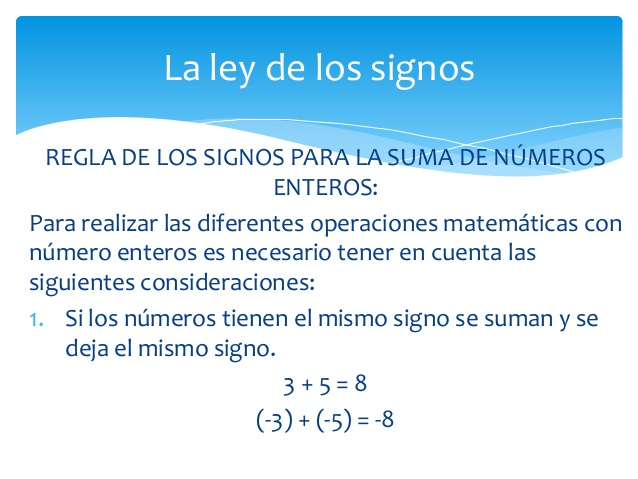 La ley de los signos
REGLA DE LOS SIGNOS PARA LA SUMA DE NÚMEROS
ENTEROS:
Para realizar las diferentes operaciones matemáticas con
número enteros es necesario tener en cuenta las
siguientes consideraciones:
1. Si los números tienen el mismo signo se suman y se
deja el mismo signo.
3 + 5 = 8
(-3) + (-5) = -8